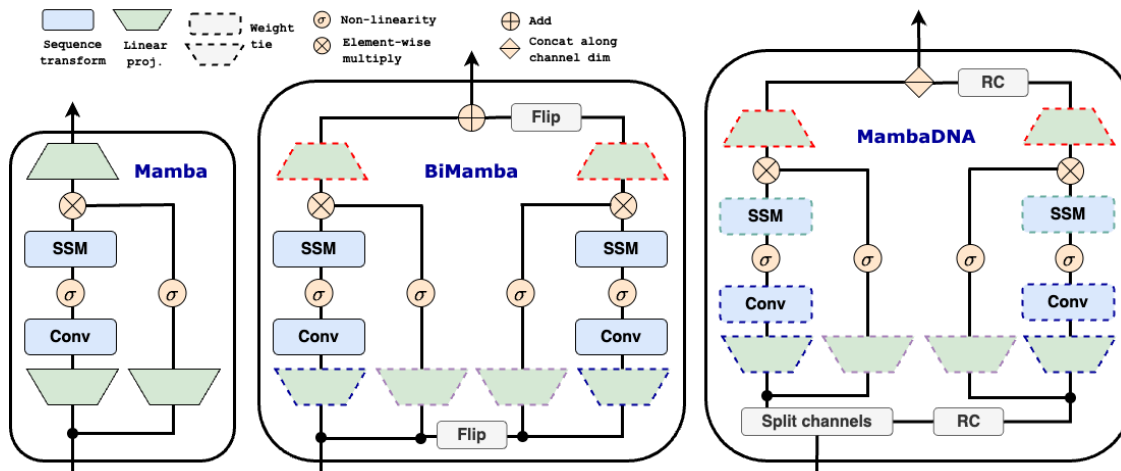 Sequence
transform
Linear
proj.
Weight
tie
σ Non-linearity
Element-wise
multiply
Add
Concat along
channel dim
Mamba
SSM
σ σ
Conv
BiMamba
Flip
SSM SSM
σ σ σ σ
Conv Conv
Flip
MambaDNA
RC
SSM SSM
σ σ σ σ
Conv Conv
Split channels RC